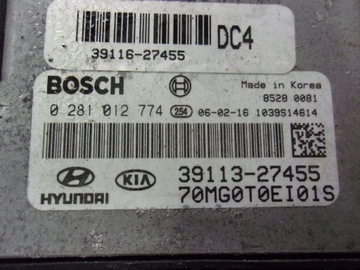 39116-27455 DC4
BOSCH
Made in Korea
8528 0081
0 281 012 774 254 06-02-16 1039S14614
HYUNDAI KIA 39113-27455
70MG0T0EI01S